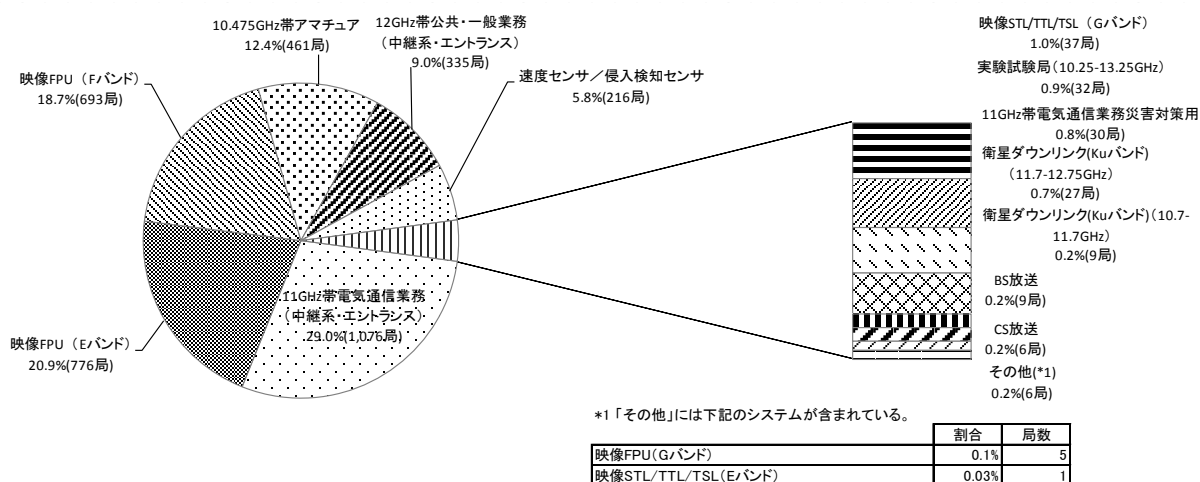 10.475GHz帯アマチュア
12.4%(461局)
12GHz帯公共・一般業務
(中継系・エントランス)
9.0%(335局)
速度センサ／侵入検知センサ
5.8%(216局)
映像FPU（Fバンド）
18.7%(693局)
映像FPU（Eバンド）
20.9%(776局)
11GHz帯電気通信業務
(中継系・エントランス)
29.0%(1,076局)
映像STL/TTL/TSL（Gバンド）
1.0%(37局)
実験試験局(10.25-13.25GHz)
0.9%(32局)
11GHz帯電気通信業務災害対策用
0.8%(30局)
衛星ダウンリンク(Kuバンド)
(11.7-12.75GHz)
0.7%(27局)
衛星ダウンリンク(Kuバンド)(10.7-
11.7GHz)
0.2%(9局)
BS放送
0.2%(9局)
CS放送
0.2%(6局)
その他(*1)
0.2%(6局)
*1 「その他」には下記のシステムが含まれている。
割合 局数
映像FPU(Gバンド) 0.1% 5
映像STL/TTL/TSL(Eバンド) 0.03% 1